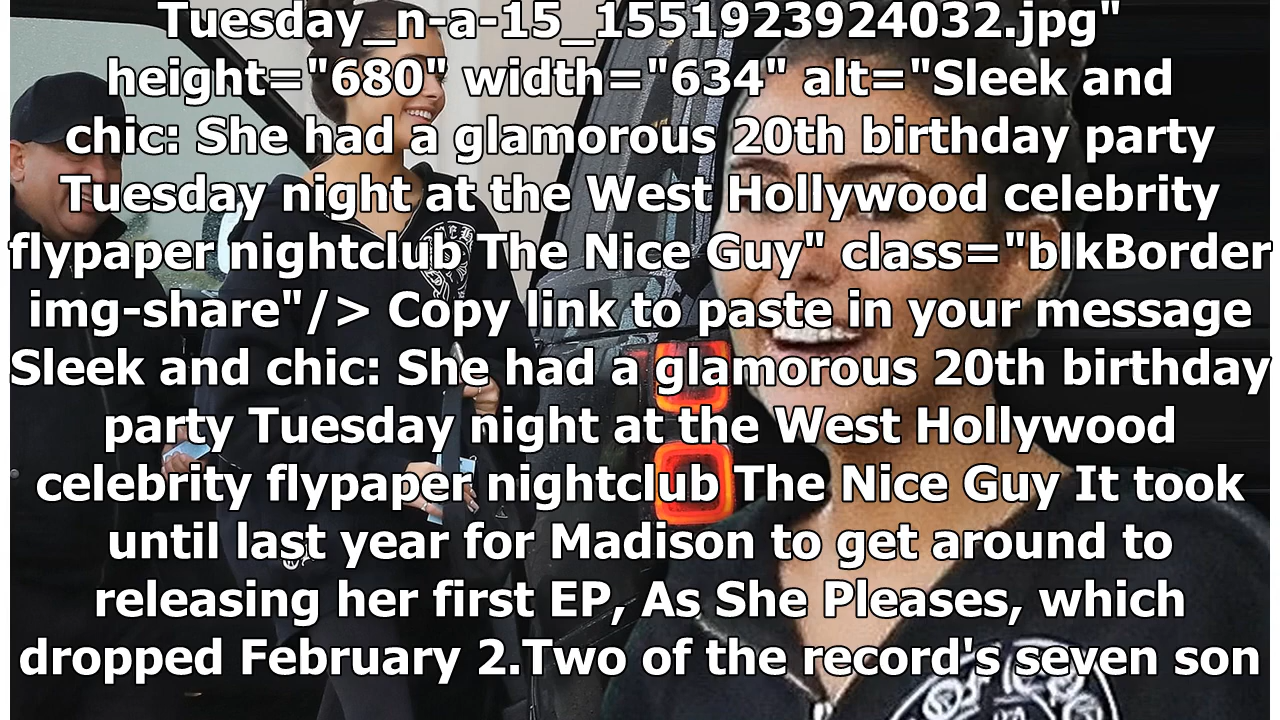 Tuesday_n-a-15_1551923924032.jpg"
height="680" width="634" alt="Sleek and
chic: She had a glamorous 20th birthday party
Tuesday night at the West Hollywood celebrity
flypaper nightclub The Nice Guy" class="blkBorder
img-share"/> Copy link to paste in your message
Sleek and chic: She had a glamorous 20th birthday
party Tuesday night at the West Hollywood
celebrity flypaper nightclub The Nice Guy It took
until last year for Madison to get around to
releasing her first EP, As She Pleases, which
dropped February 2.Two of the record's seven son